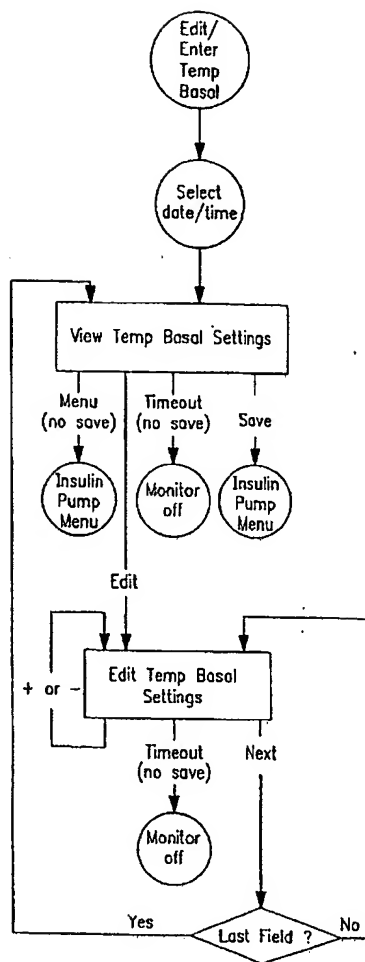 Edit/
Enter
Temp
Basal
Select
date/time
View Temp Basal Settings
Menu
(no save)
Timeout
(no save)
Save
Insulin
Pump
Menu
Monitor
off
Insulin
Pump
Menu
Edit
+ or -
Edit Temp Basal
Settings
Timeout
(no save)
Next
Monitor
off
Yes
Last Field ?
No